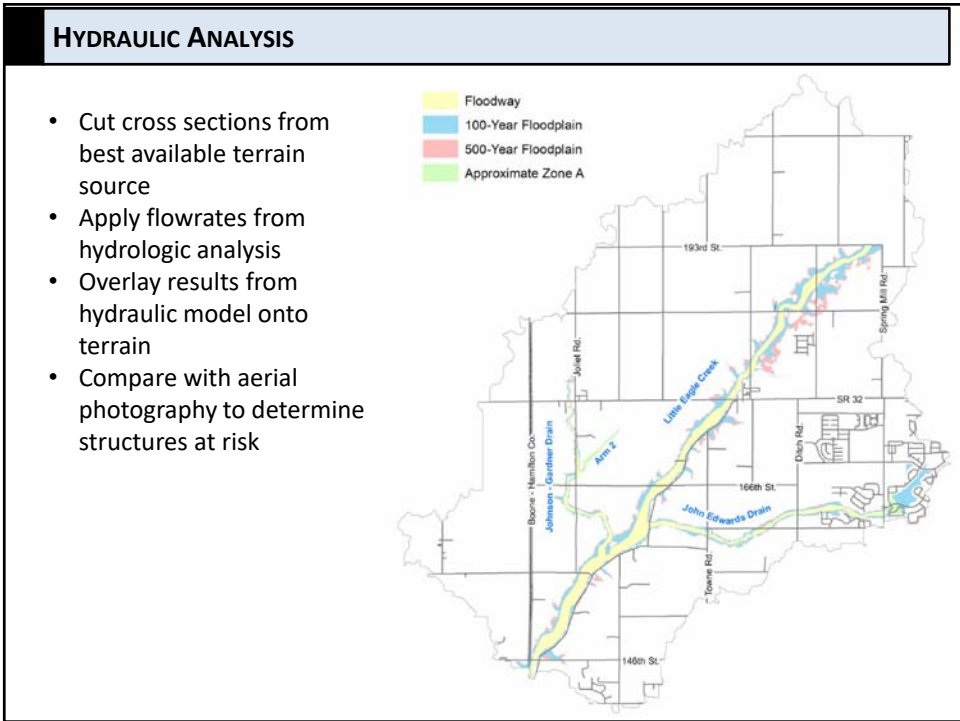 HYDRAULIC ANALYSIS
• Cut cross sections from
best available terrain
source
• Apply flowrates from
hydrologic analysis
• Overlay results from
hydraulic model onto
terrain
• Compare with aerial
photography to determine
structures at risk
Floodway
100-Year Floodplain
500-Year Floodplain
Approximate Zone A
193rd St.
Spring Mill Rd.
Joliet Rd.
Little Eagle Creek
SR 32
Boone - Hamilton Co.
Johnson - Gardner Drain
Arm 2
Ditch Rd.
166th St.
John Edwards Drain
Towne Rd.
146th St.